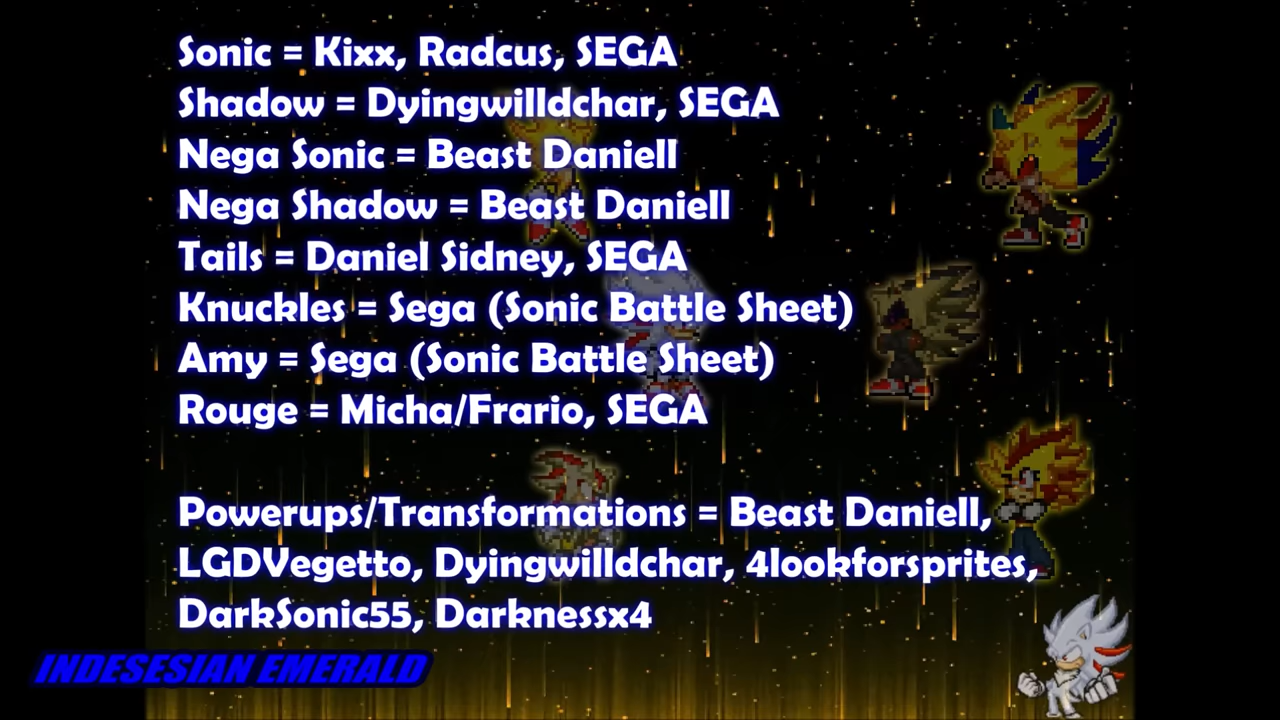 Sonic = Kixx, Radcus, SEGA
Shadow = Dyingwilldchar, SEGA
Nega Sonic = Beast Daniell
Nega Shadow = Beast Daniell
Tails = Daniel Sidney, SEGA
Knuckles = Sega (Sonic Battle Sheet)
Amy = Sega (Sonic Battle Sheet)
Rouge = Micha/Frario, SEGA
Powerups/Transformations = Beast Daniell,
LGDVegetto, Dyingwilldchar, 4lookforsprites,
DarkSonic55, Darknessx4
INDESESIAN EMERALD